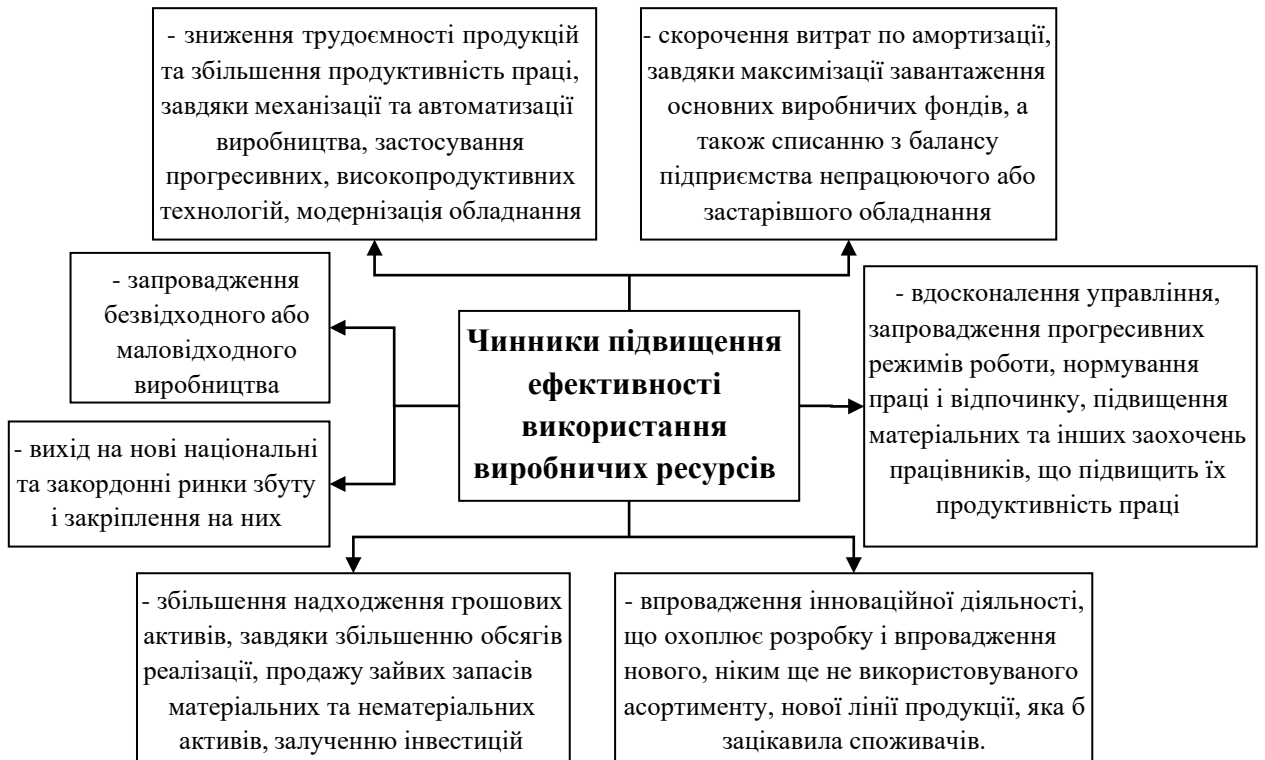 - зниження трудоємності продукцій
та збільшення продуктивність праці,
завдяки механізації та автоматизації
виробництва, застосування
прогресивних, високопродуктивних
технологій, модернізація обладнання
- скорочення витрат по амортизації,
завдяки максимізації завантаження
основних виробничих фондів, а
також списанню з балансу
підприємства непрацюючого або
застарівшого обладнання
- запровадження
безвідходного або
маловідходного
виробництва
Чинники підвищення
ефективності
використання
виробничих ресурсів
- вдосконалення управління,
запровадження прогресивних
режимів роботи, нормування
праці і відпочинку, підвищення
матеріальних та інших заохочень
працівників, що підвищить їх
продуктивність праці
- вихід на нові національні
та закордонні ринки збуту
і закріплення на них
- збільшення надходження грошових
активів, завдяки збільшенню обсягів
реалізації, продажу зайвих запасів
матеріальних та нематеріальних
активів, залученню інвестицій
- впровадження інноваційної діяльності,
що охоплює розробку і впровадження
нового, ніким ще не використовуваного
асортименту, нової лінії продукції, яка б
зацікавила споживачів.